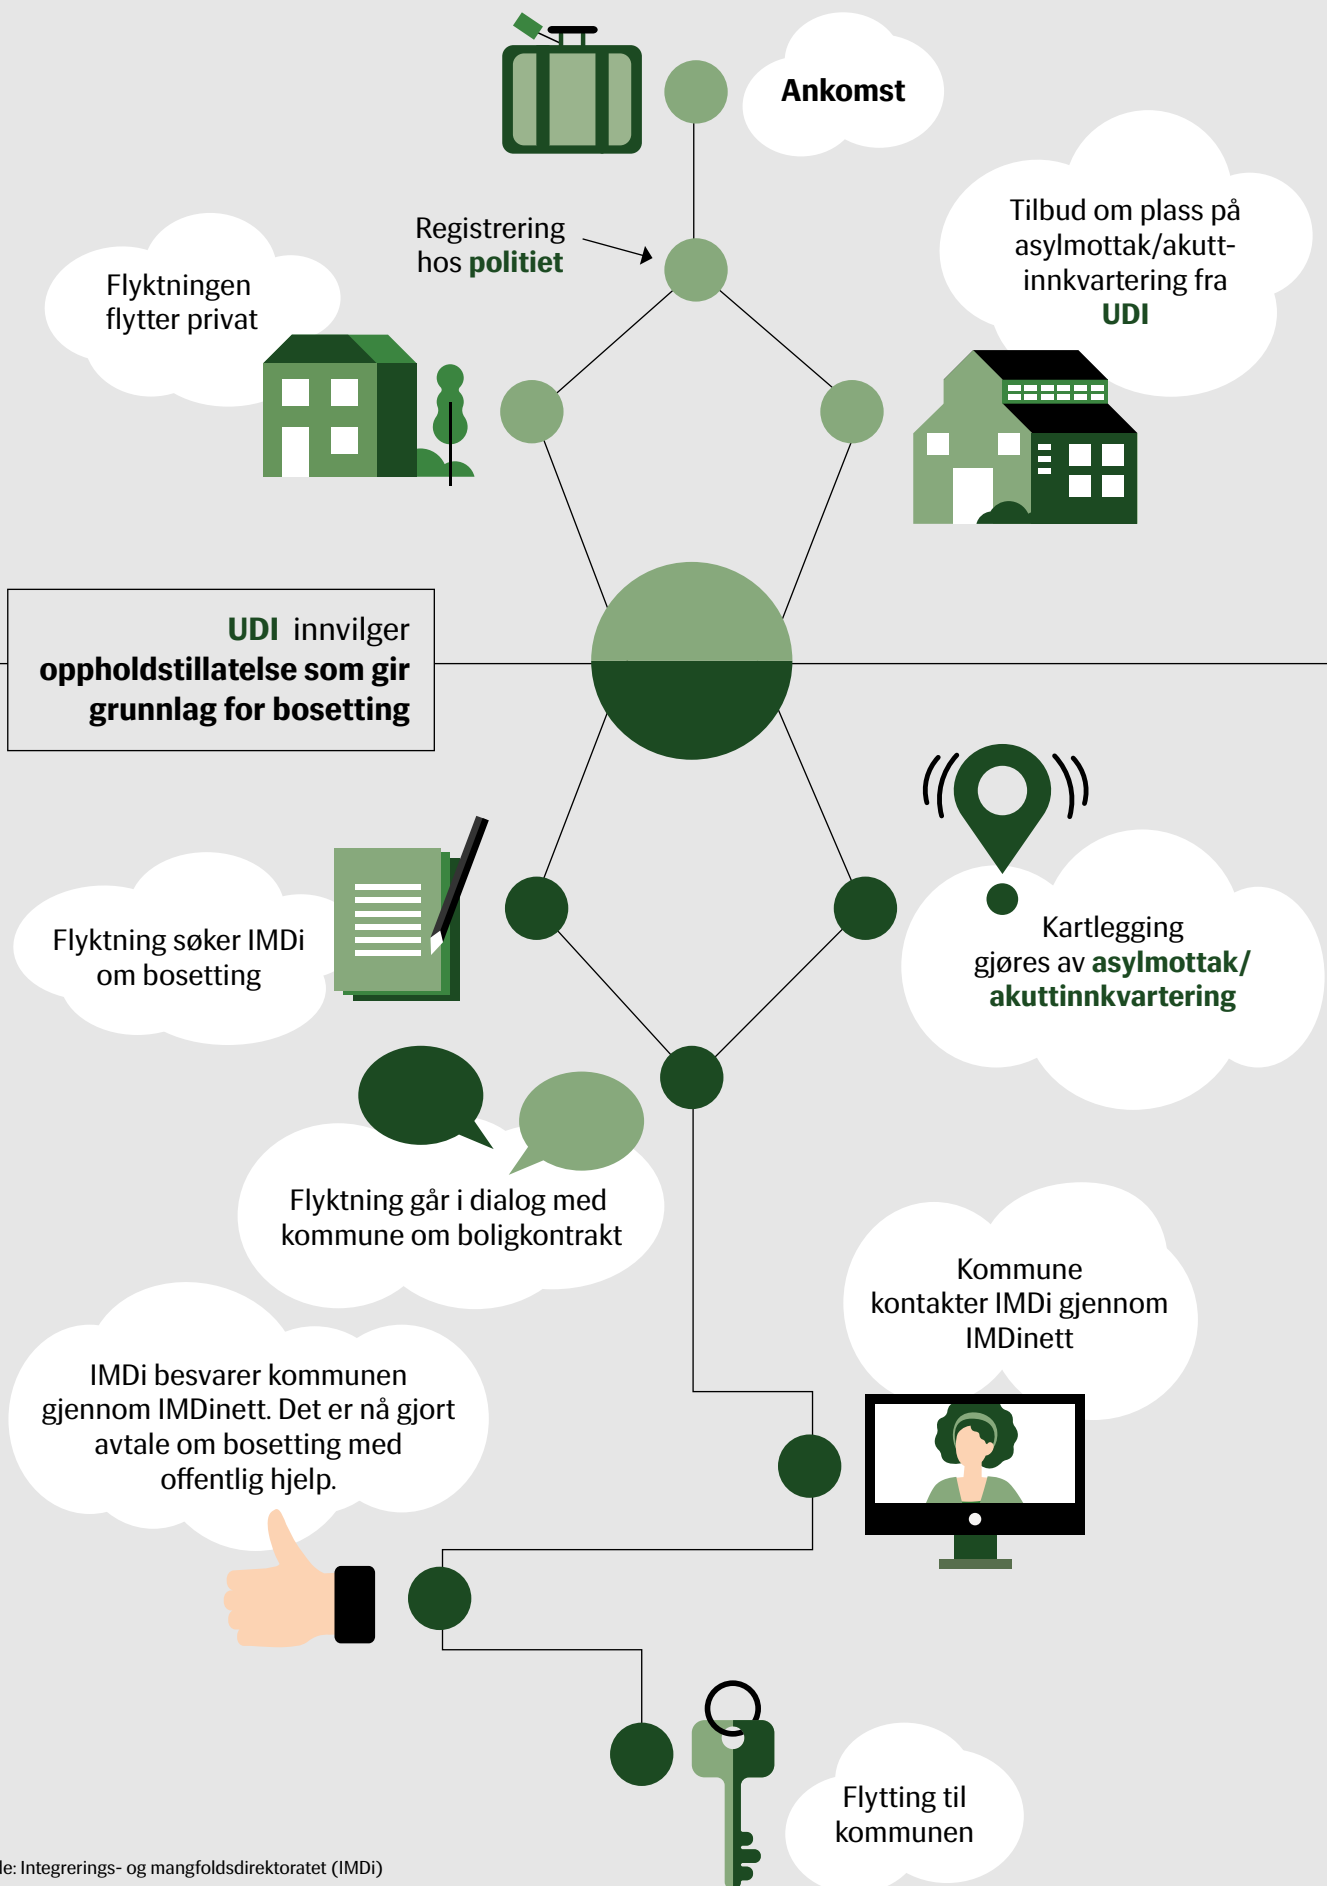 Ankomst
Registrering
hos politiet
Tilbud om plass på
asylmottak/akutt-
innkvartering fra
UDI
Flyktningen
flytter privat
UDI innvilger
oppholdstillatelse som gir
grunnlag for bosetting
Flyktning søker IMDi
om bosetting
Kartlegging
gjøres av asylmottak/
akuttinnkvartering
Flyktning går i dialog med
kommune om boligkontrakt
Kommune
kontakter IMDi gjennom
IMDinett
IMDi besvarer kommunen
gjennom IMDinett. Det er nå gjort
avtale om bosetting med
offentlig hjelp.
Flytting til
kommunen
de: Integrerings- og mangfoldsdirektoratet (IMDi)